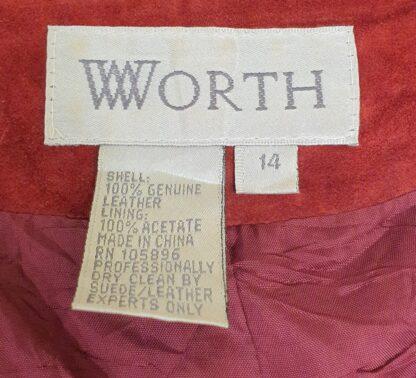 WORTH
14
SHELL:
100% GENUINE
LEATHER
LINING:
100% ACETATE
MADE IN CHINA
RN 105896
PROFESSIONALLY
DRY CLEAN BY
SUEDE/LEATHER
EXPERTS ONLY